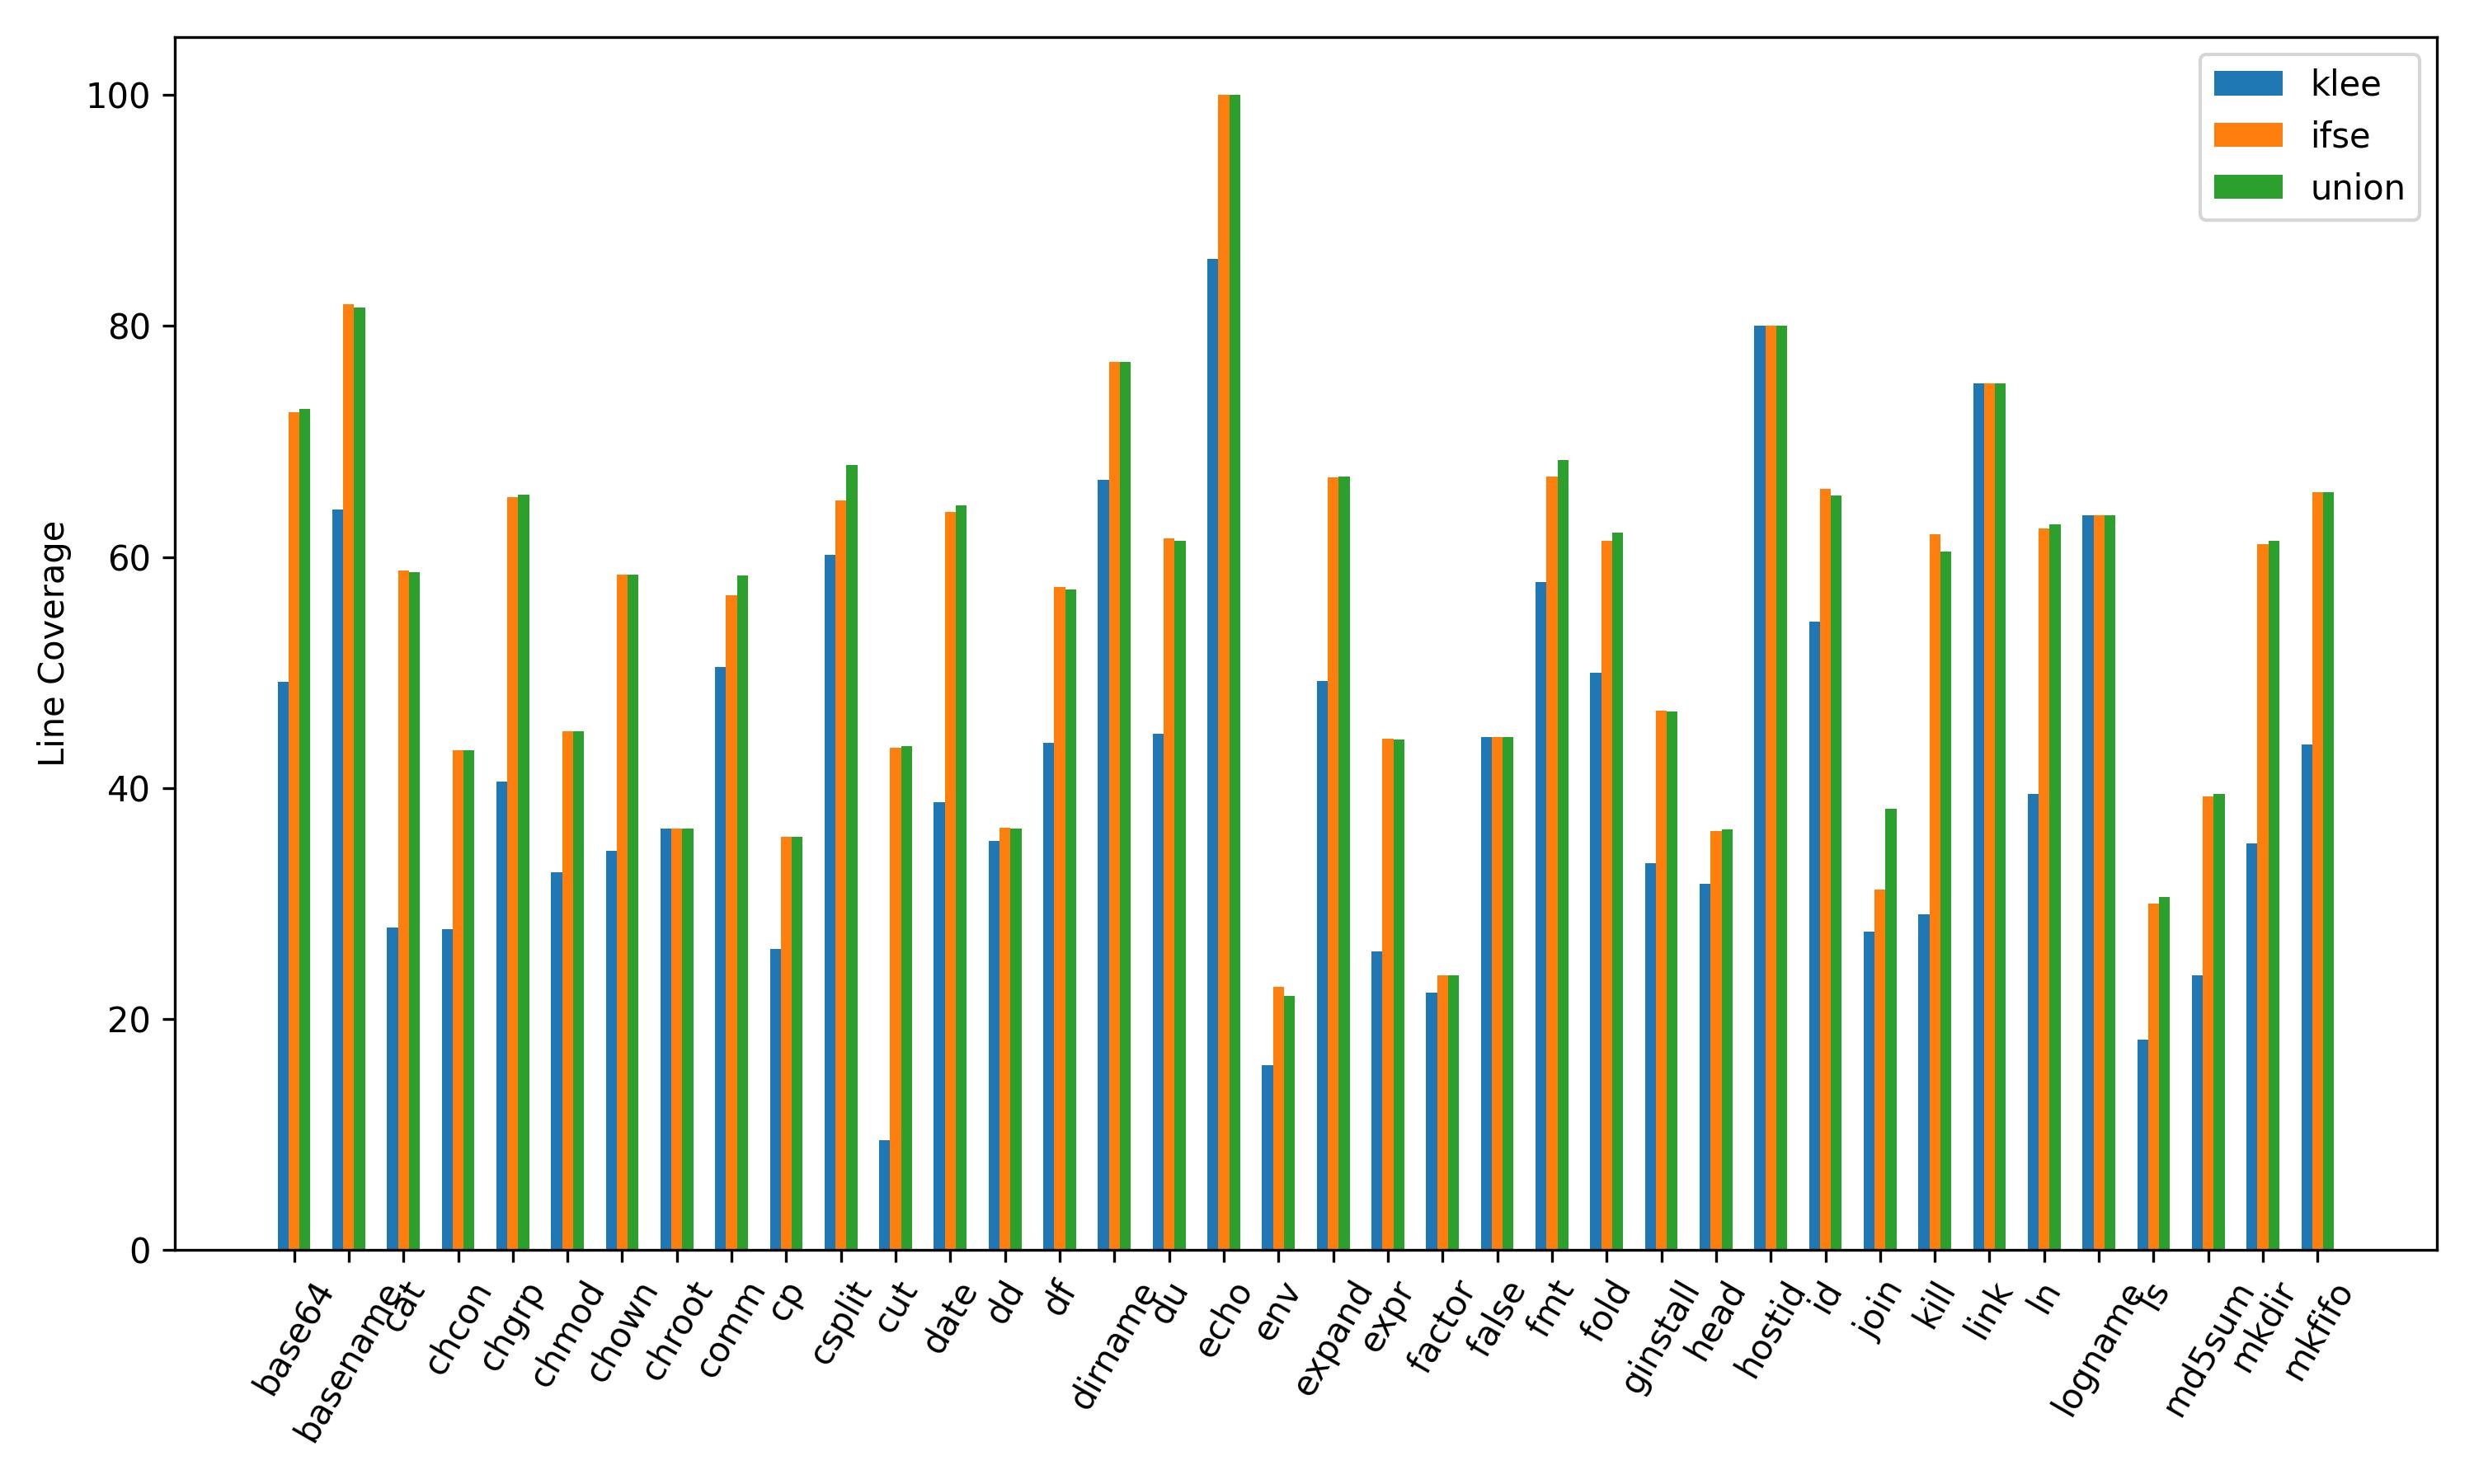 klee
ifse
union
Line Coverage
100
80
60
40
20
0
base64
basename
cat
chcon
chgrp
chmod
chown
chroot
comm
cp
csplit
cut
date
dd
df
dirname
du
echo
env
expand
expr
factor
false
fmt
fold
ginstall
head
hostid
id
join
kill
link
ln
logname
ls
md5sum
mkdir
mkfifo